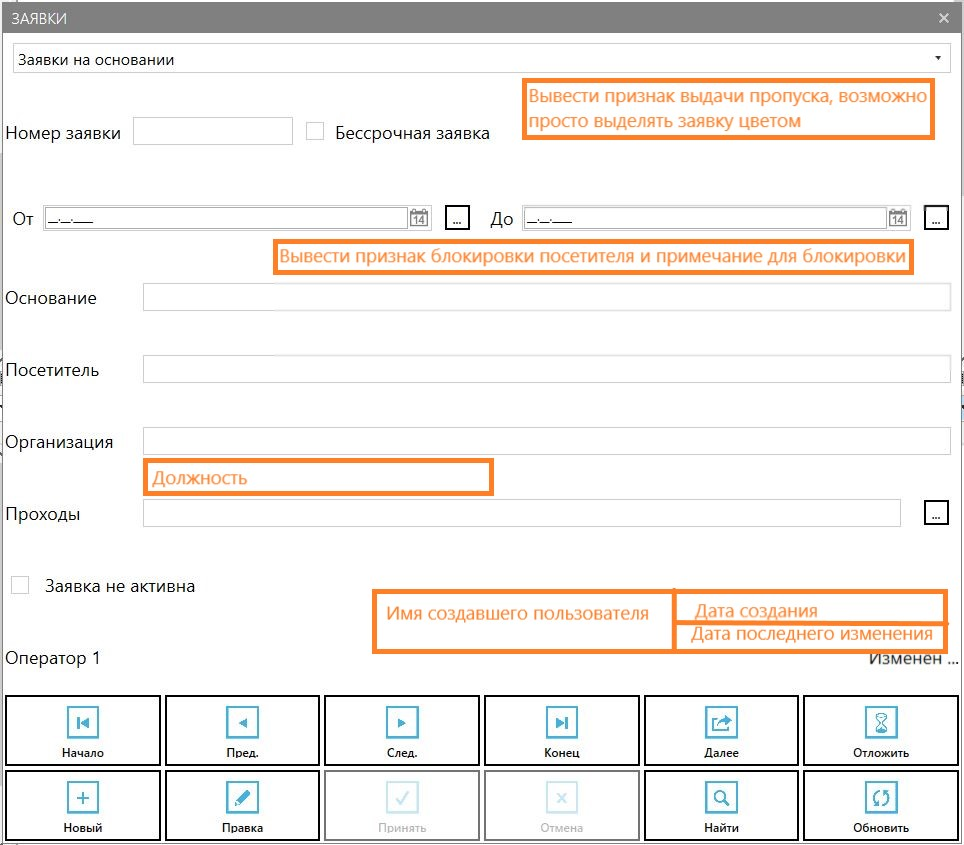 ЗАЯВКИ
Заявки на основании
Вывести признак выдачи пропуска, возможно
просто выделять заявку цветом
Номер заявки
Бессрочная заявка
От __.__.____ 14 ...
До __.__.____ 14 ...
Вывести признак блокировки посетителя и примечание для блокировки
Основание
Посетитель
Организация
Должность
Проходы ...
Заявка не активна
Имя создавшего пользователя
Дата создания
Дата последнего изменения
Оператор 1
Изменен ...
Начало
Пред.
След.
Конец
Далее
Отложить
Новый
Правка
Принять
Отмена
Найти
Обновить